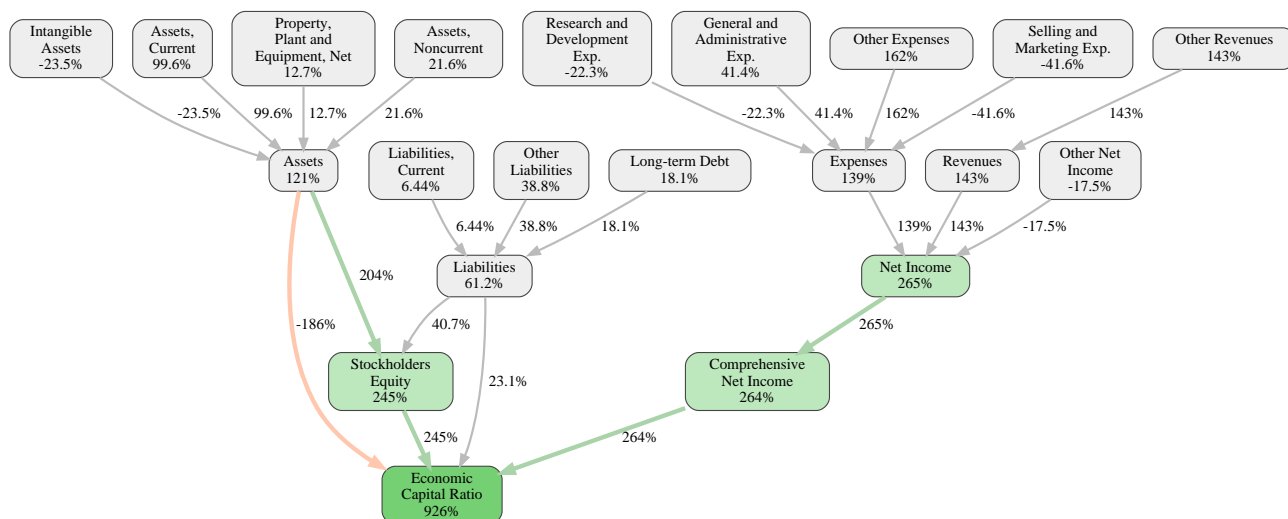 Intangible
Assets
-23.5%
Assets,
Current
99.6%
Property,
Plant and
Equipment, Net
12.7%
Assets,
Noncurrent
21.6%
Research and
Development
Exp.
-22.3%
General and
Administrative
Exp.
41.4%
Other Expenses
162%
Selling and
Marketing Exp.
-41.6%
Other Revenues
143%
-23.5%
99.6%
12.7%
21.6%
-22.3%
41.4%
162%
-41.6%
143%
Assets
121%
Liabilities,
Current
6.44%
Other
Liabilities
38.8%
Long-term Debt
18.1%
Expenses
139%
Revenues
143%
Other Net
Income
-17.5%
6.44%
38.8%
18.1%
139%
143%
-17.5%
204%
Liabilities
61.2%
Net Income
265%
-186%
40.7%
265%
Stockholders
Equity
245%
23.1%
Comprehensive
Net Income
264%
245%
264%
Economic
Capital Ratio
926%